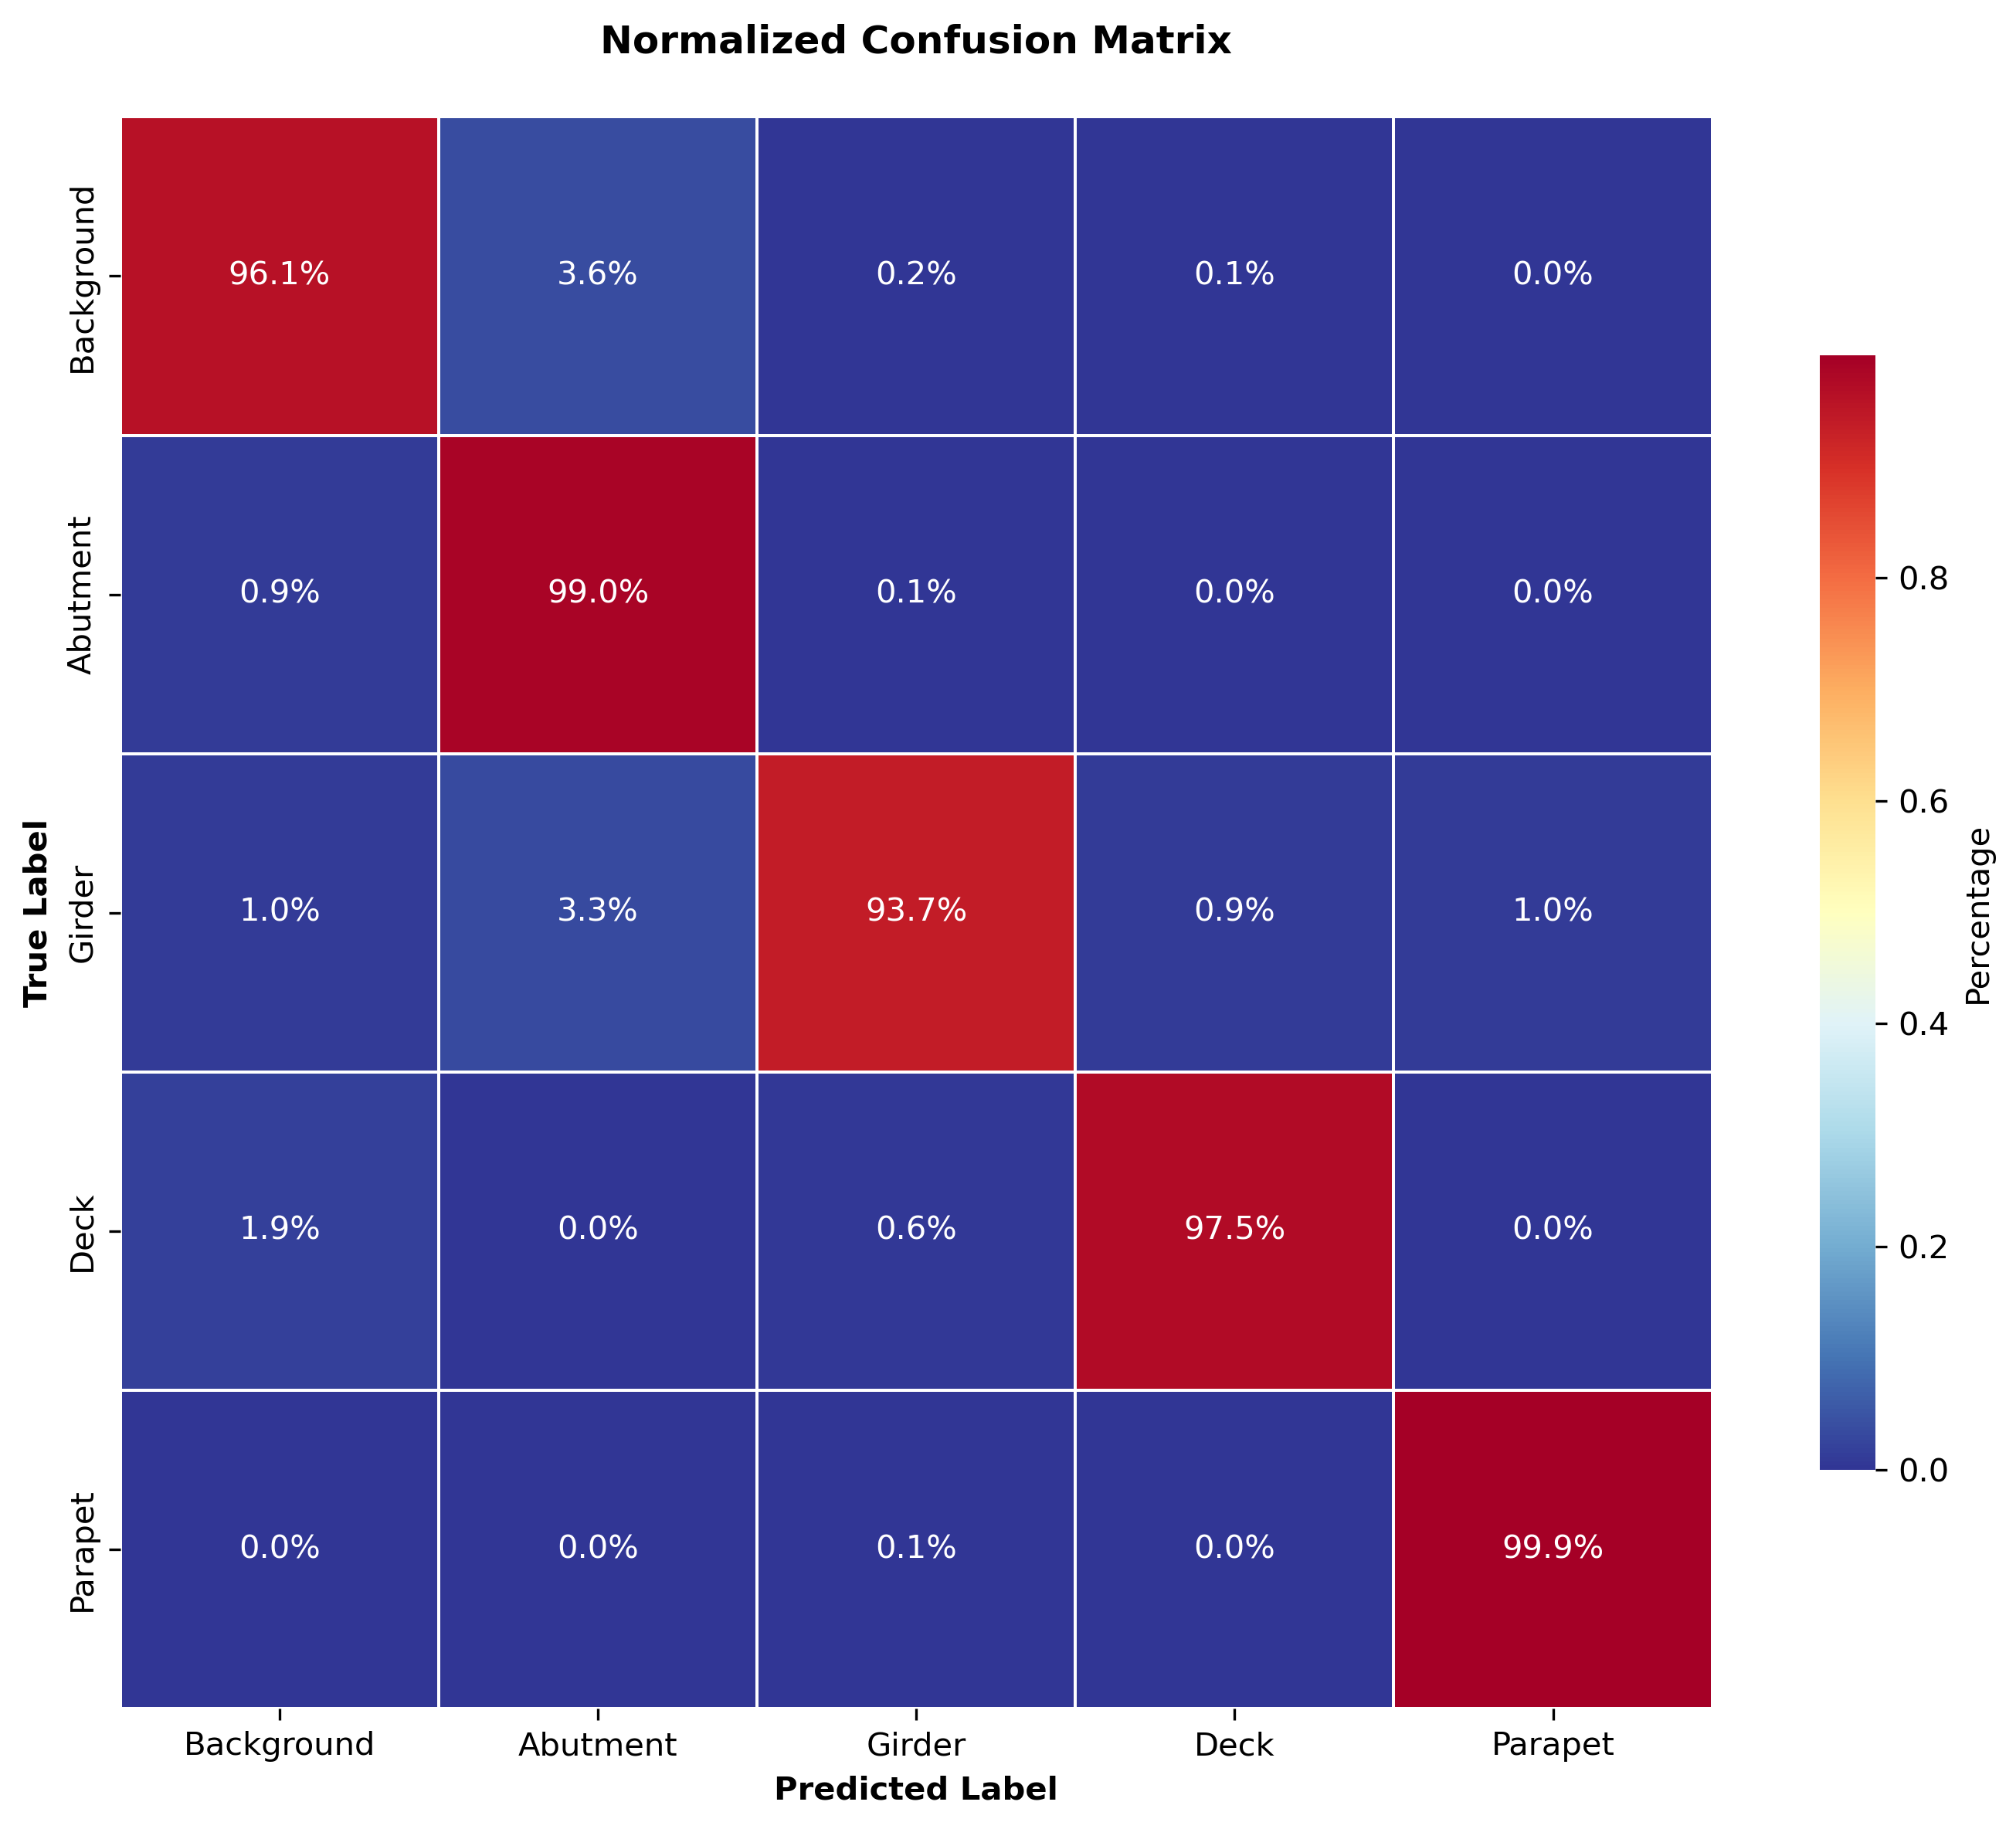 Normalized Confusion Matrix
True Label
Background
96.1% 3.6% 0.2% 0.1% 0.0%
Abutment
0.9% 99.0% 0.1% 0.0% 0.0%
Girder
1.0% 3.3% 93.7% 0.9% 1.0%
Deck
1.9% 0.0% 0.6% 97.5% 0.0%
Parapet
0.0% 0.0% 0.1% 0.0% 99.9%
Background Abutment Girder Deck Parapet
Predicted Label
0.8
0.6
0.4
0.2
0.0
Percentage